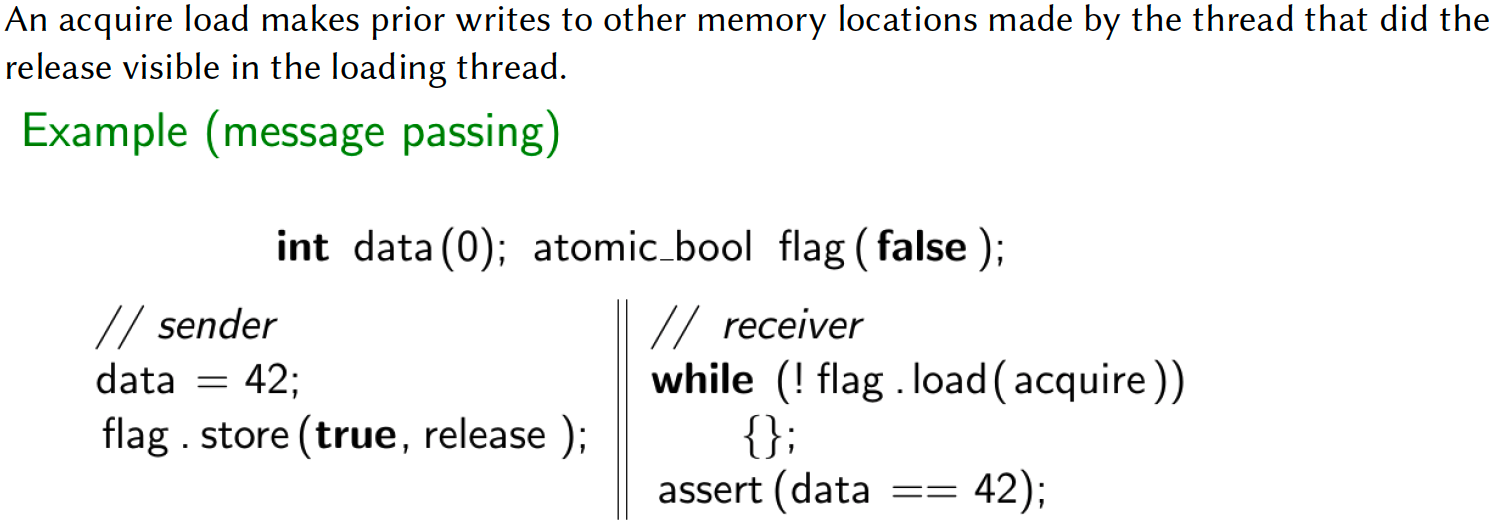 An acquire load makes prior writes to other memory locations made by the thread that did the
release visible in the loading thread.
Example (message passing)
int data(0); atomic_bool flag(false);
// sender
data = 42;
flag.store(true, release);
// receiver
while (!flag.load(acquire))
{};
assert(data == 42);